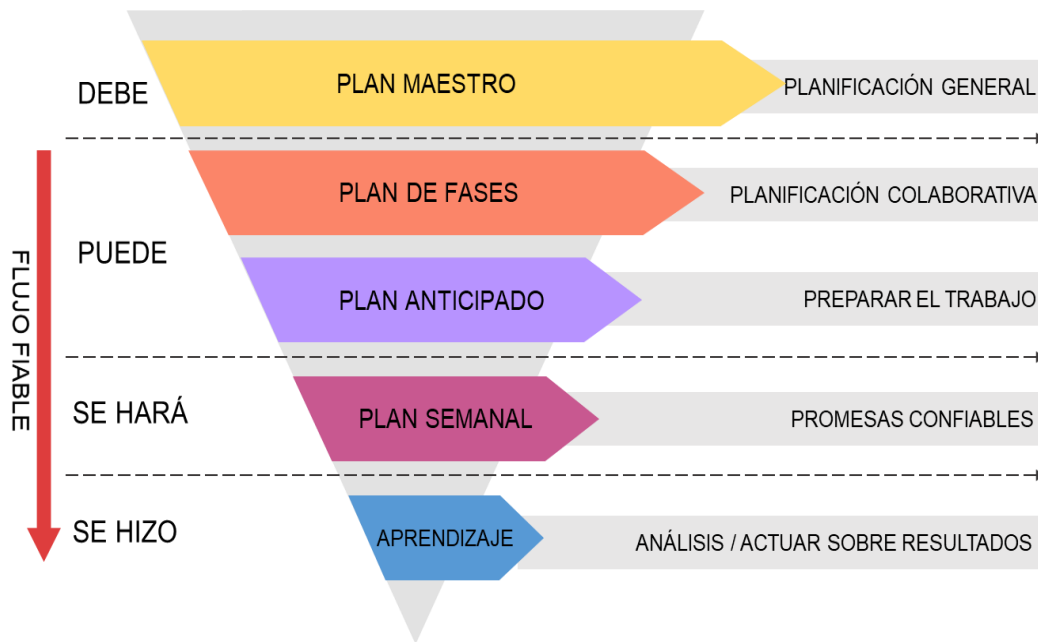 DEBE
PLAN MAESTRO
PLANIFICACIÓN GENERAL
PLAN DE FASES
PLANIFICACIÓN COLABORATIVA
PUEDE
FLUJO FIABLE
PLAN ANTICIPADO
PREPARAR EL TRABAJO
SE HARÁ
PLAN SEMANAL
PROMESAS CONFIABLES
SE HIZO
APRENDIZAJE
ANÁLISIS / ACTUAR SOBRE RESULTADOS